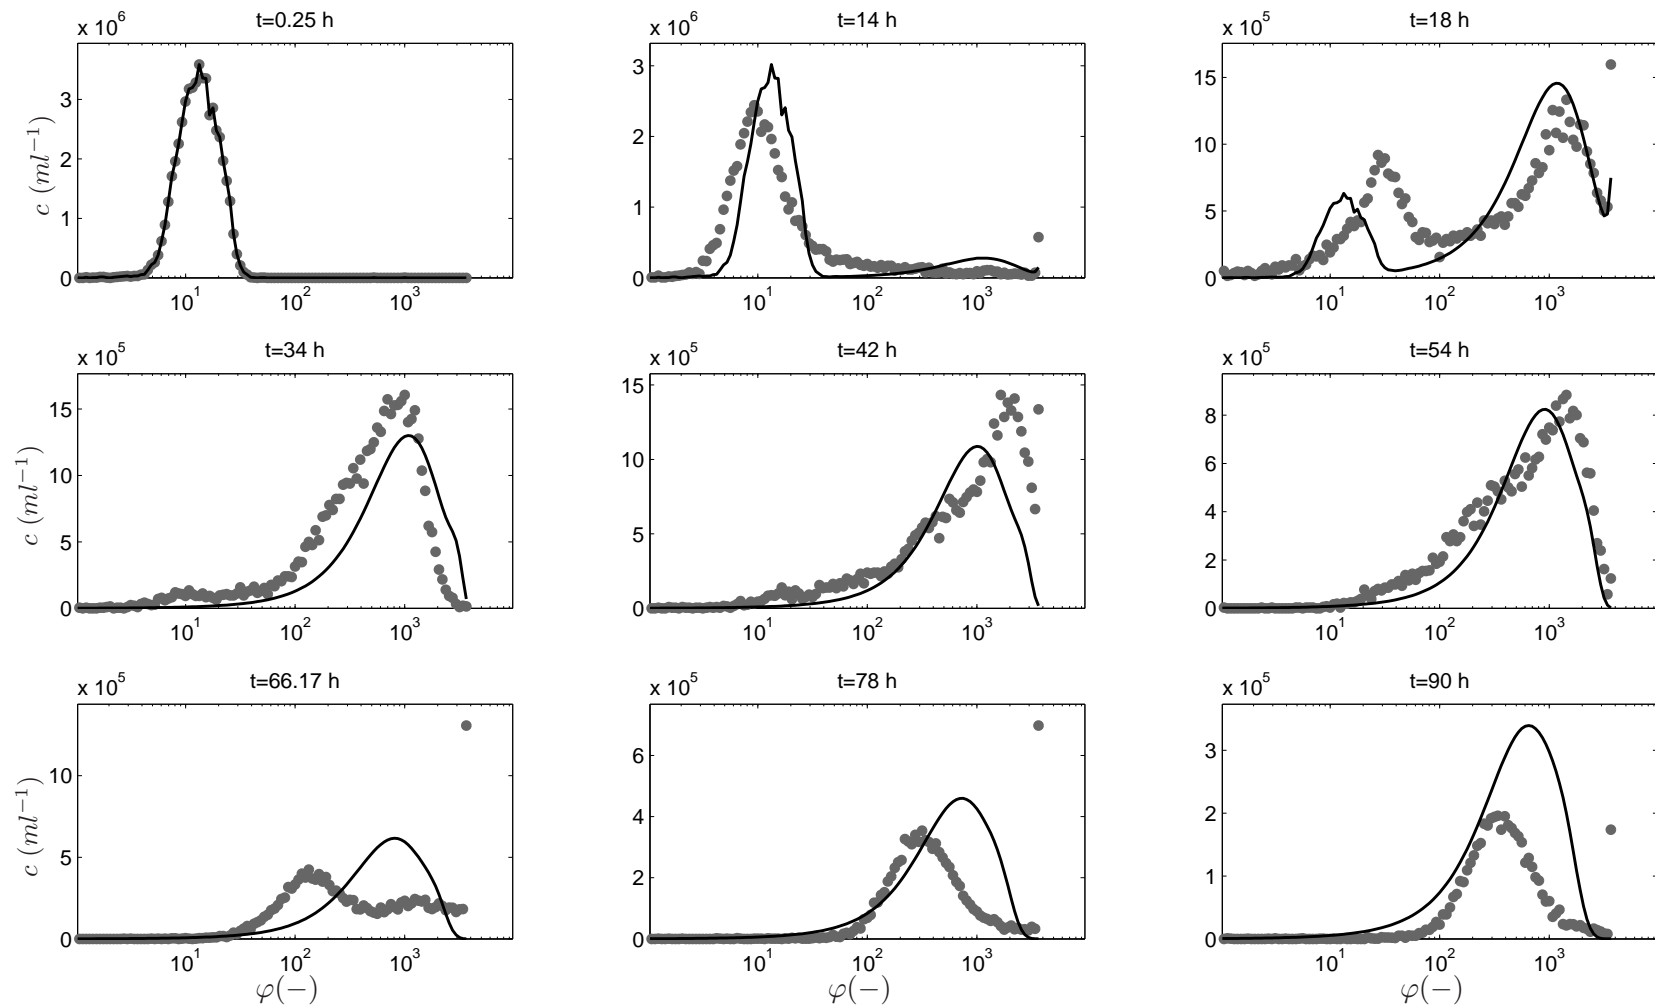 x 10^6 t=0.25 h
c (ml^{-1})
3
2
1
0
10^1 10^2 10^3
x 10^6 t=14 h
3
2
1
0
10^1 10^2 10^3
x 10^5 t=18 h
15
10
5
0
10^1 10^2 10^3
x 10^5 t=34 h
c (ml^{-1})
15
10
5
0
10^1 10^2 10^3
x 10^5 t=42 h
15
10
5
0
10^1 10^2 10^3
x 10^5 t=54 h
8
6
4
2
0
10^1 10^2 10^3
x 10^5 t=66.17 h
c (ml^{-1})
10
5
0
10^1 10^2 10^3
φ(−)
x 10^5 t=78 h
6
4
2
0
10^1 10^2 10^3
φ(−)
x 10^5 t=90 h
3
2
1
0
10^1 10^2 10^3
φ(−)